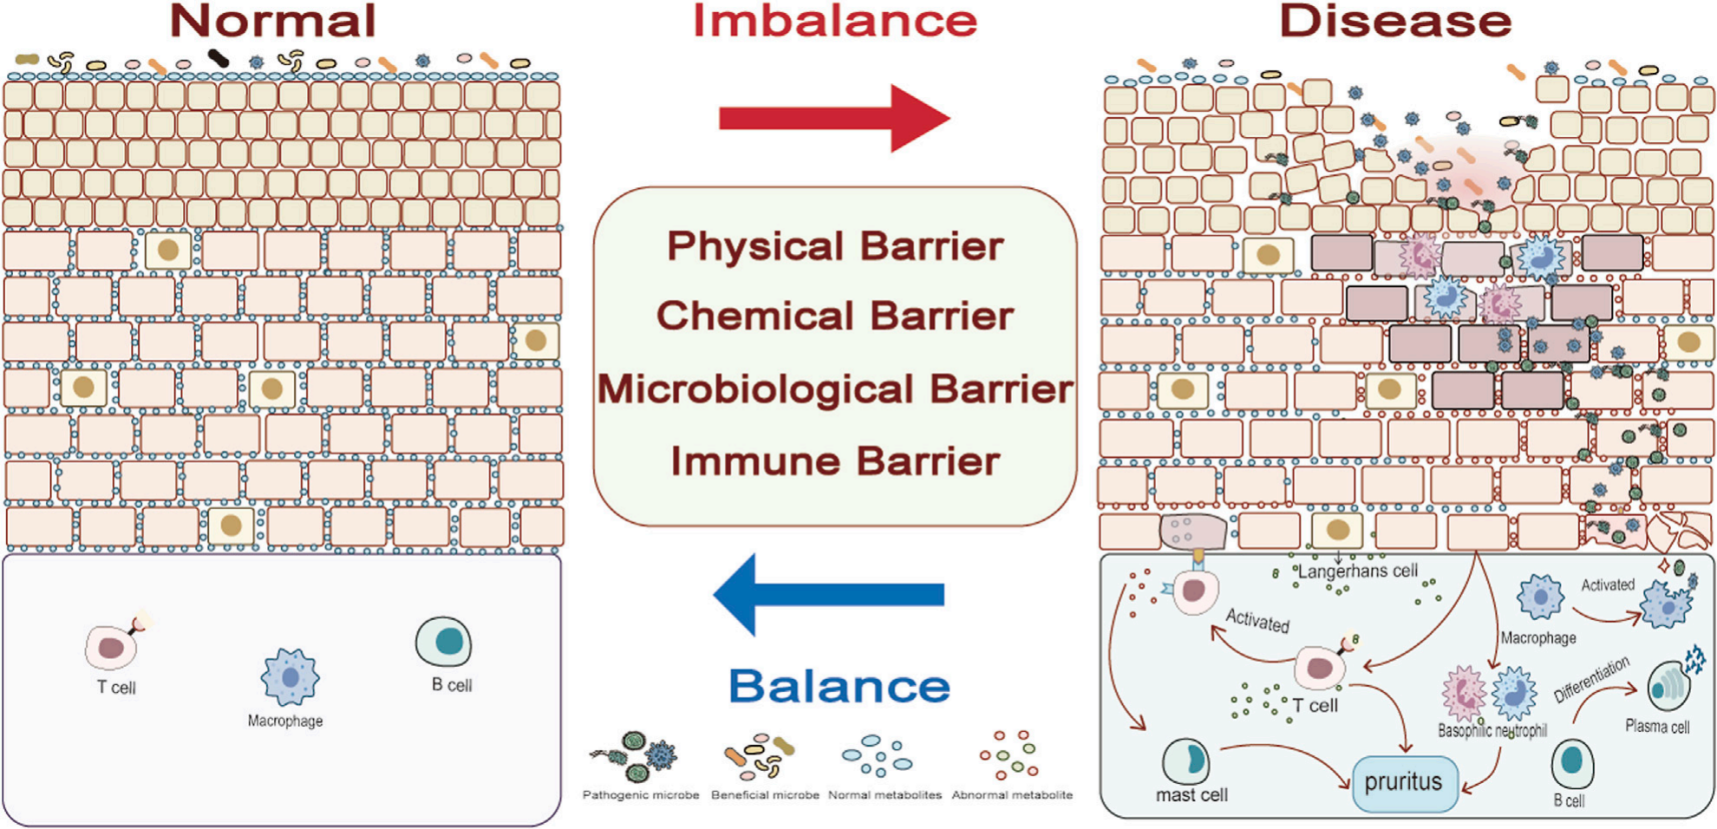 Normal
Imbalance
Disease
Physical Barrier
Chemical Barrier
Microbiological Barrier
Immune Barrier
Balance
T cell
Macrophage
B cell
Pathogenic microbe
Beneficial microbe
Normal metabolites
Abnormal metabolite
Langerhans cell
Activated
Activated
Macrophage
T cell
Differentiation
Basophilic neutrophil
Plasma cell
mast cell
pruritus
B cell